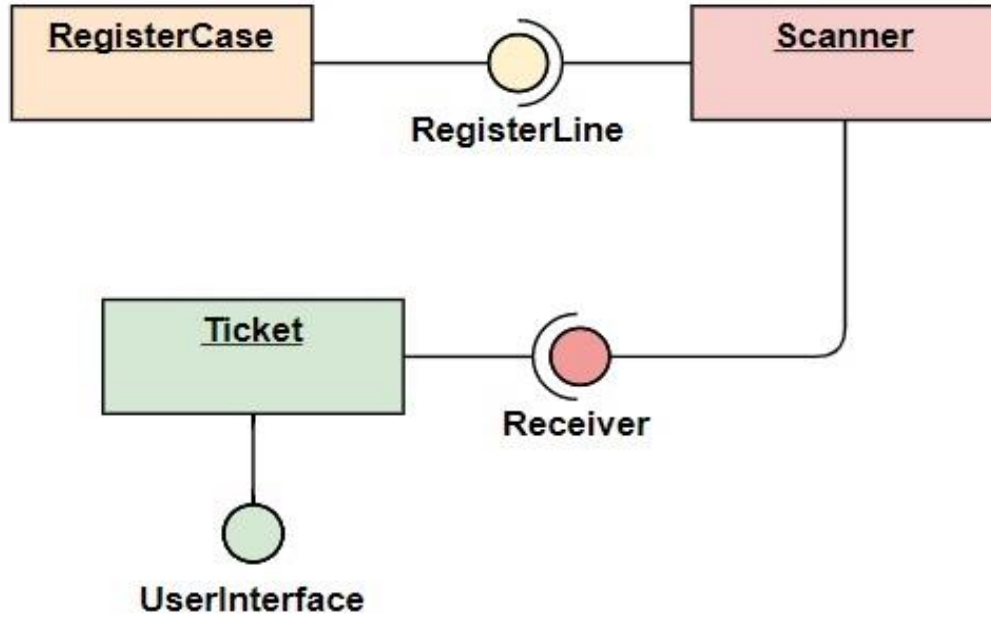 RegisterCase
Scanner
RegisterLine
Ticket
Receiver
UserInterface